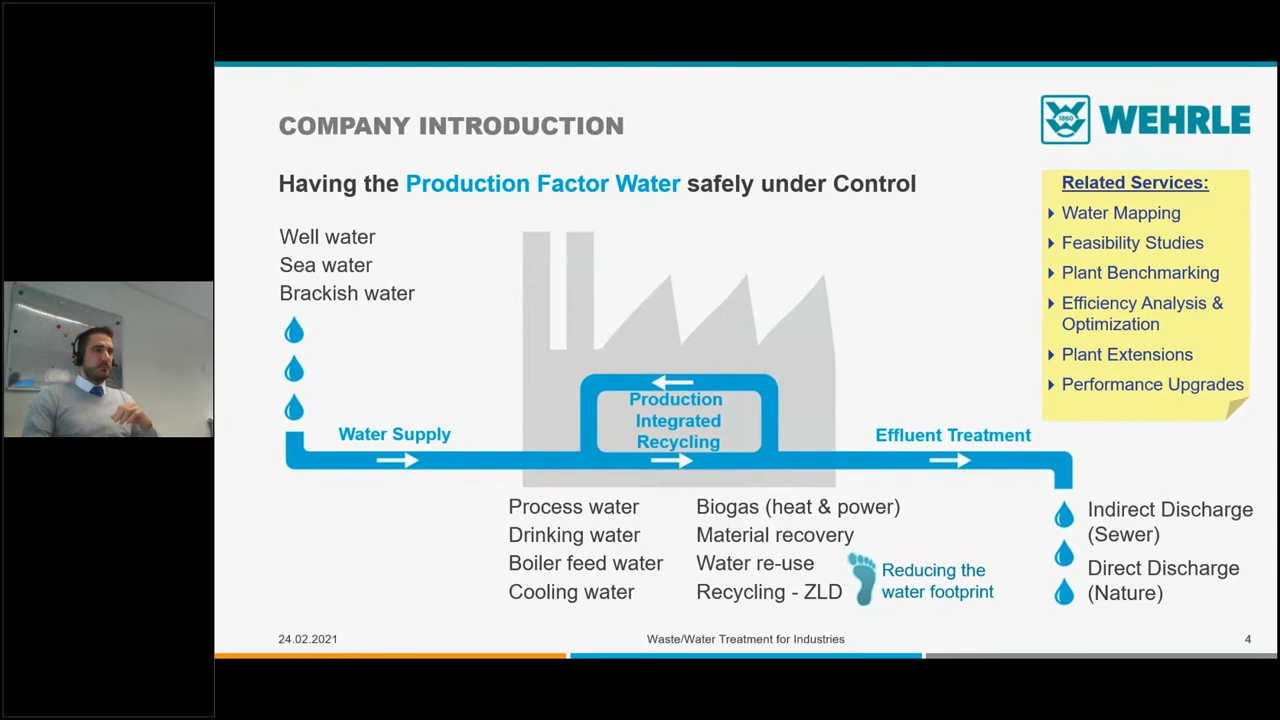 COMPANY INTRODUCTION
1860
WEHRLE
Having the Production Factor Water safely under Control
Related Services:
Water Mapping
Feasibility Studies
Plant Benchmarking
Efficiency Analysis &
Optimization
Plant Extensions
Performance Upgrades
Well water
Sea water
Brackish water
Water Supply
Production
Integrated
Recycling
Effluent Treatment
Process water
Drinking water
Boiler feed water
Cooling water
Biogas (heat & power)
Material recovery
Water re-use
Recycling - ZLD
Reducing the
water footprint
Indirect Discharge
(Sewer)
Direct Discharge
(Nature)
24.02.2021
Waste/Water Treatment for Industries
4